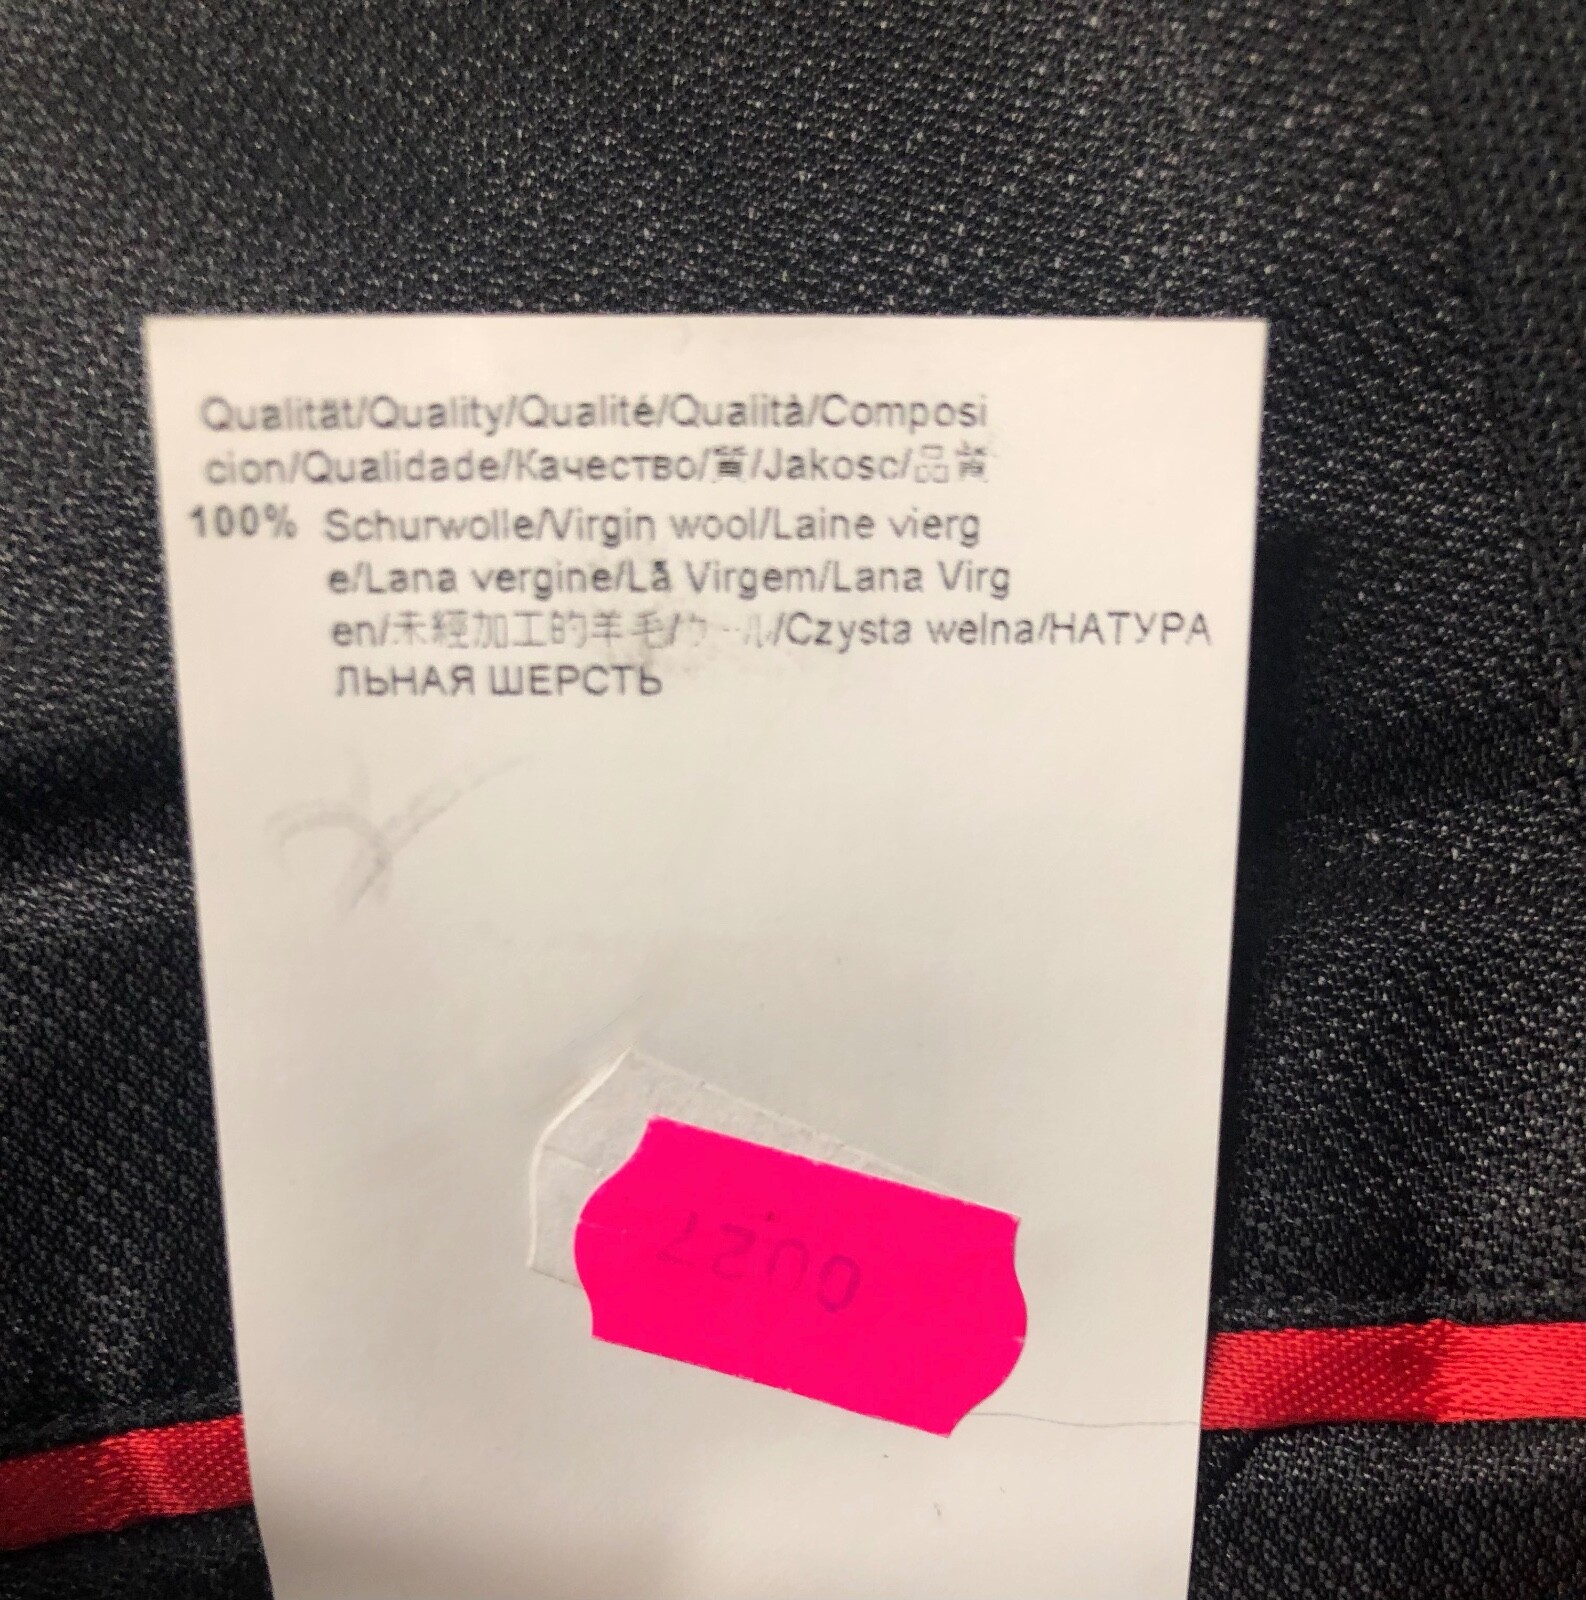 Qualität/Quality/Qualité/Qualità/Composi
cion/Qualidade/Качество/質/Jakosc/品質
100% Schurwolle/Virgin wool/Laine vierg
e/Lana vergine/Lã Virgem/Lana Virg
en/未經加工的羊毛/ウール/Czysta welna/НАТУРА
ЛЬНАЯ ШЕРСТЬ